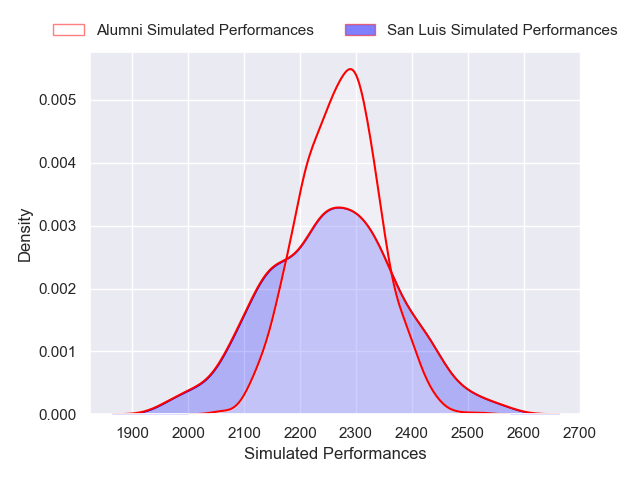 Alumni Simulated Performances
San Luis Simulated Performances
0.005
0.004
0.003
0.002
0.001
0.000
Density
1900 2000 2100 2200 2300 2400 2500 2600 2700
Simulated Performances